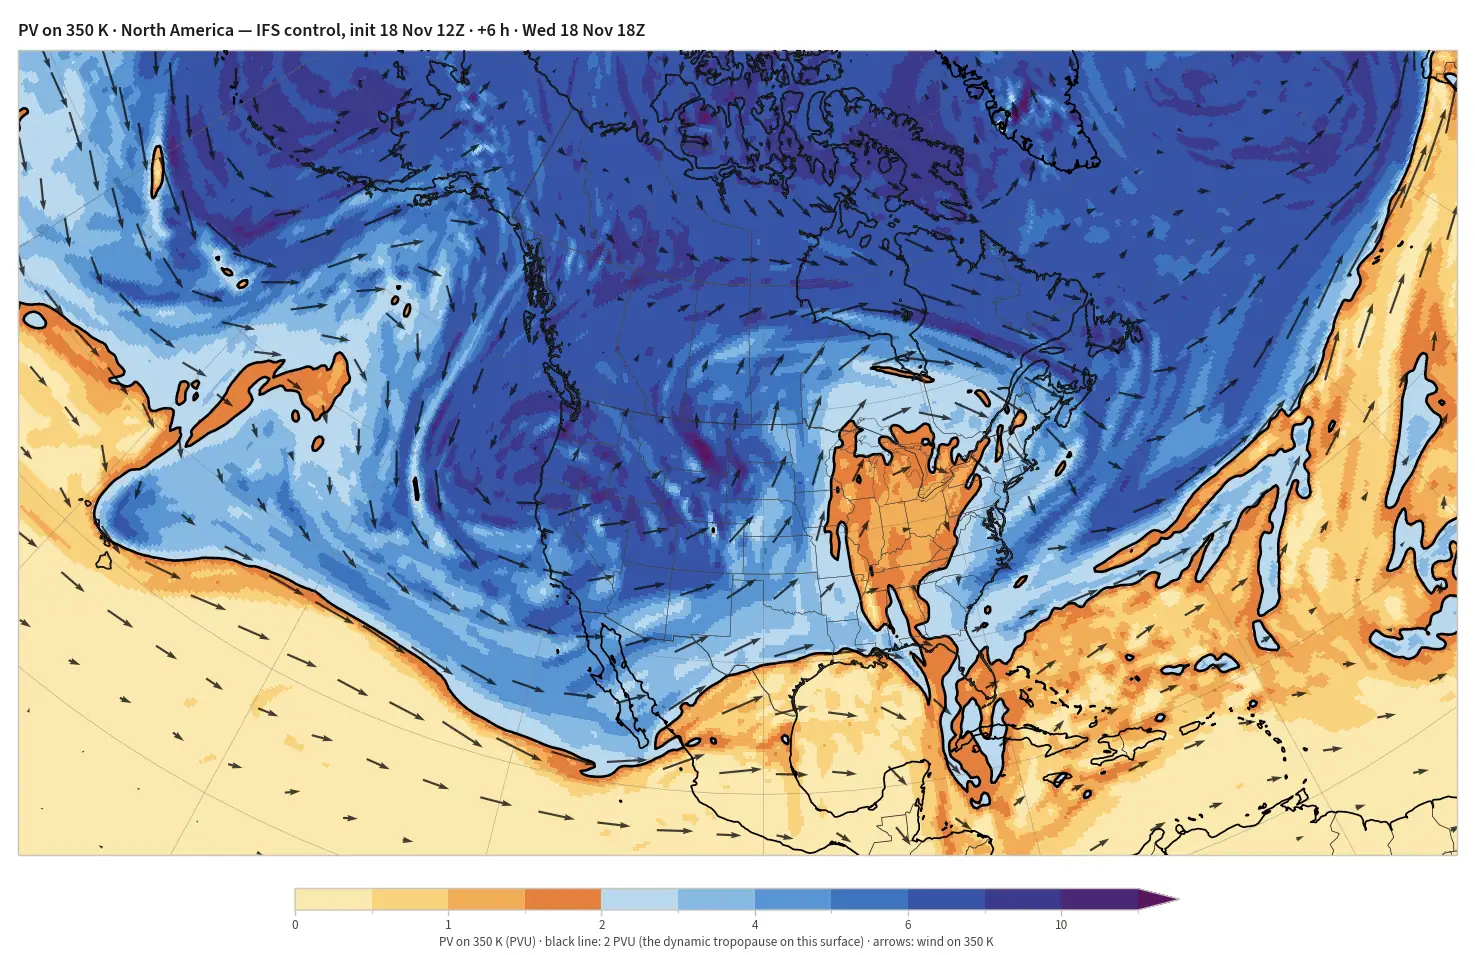 PV on 350 K · North America — IFS control, init 18 Nov 12Z · +6 h · Wed 18 Nov 18Z
0 1 2 4 6 10
PV on 350 K (PVU) · black line: 2 PVU (the dynamic tropopause on this surface) · arrows: wind on 350 K